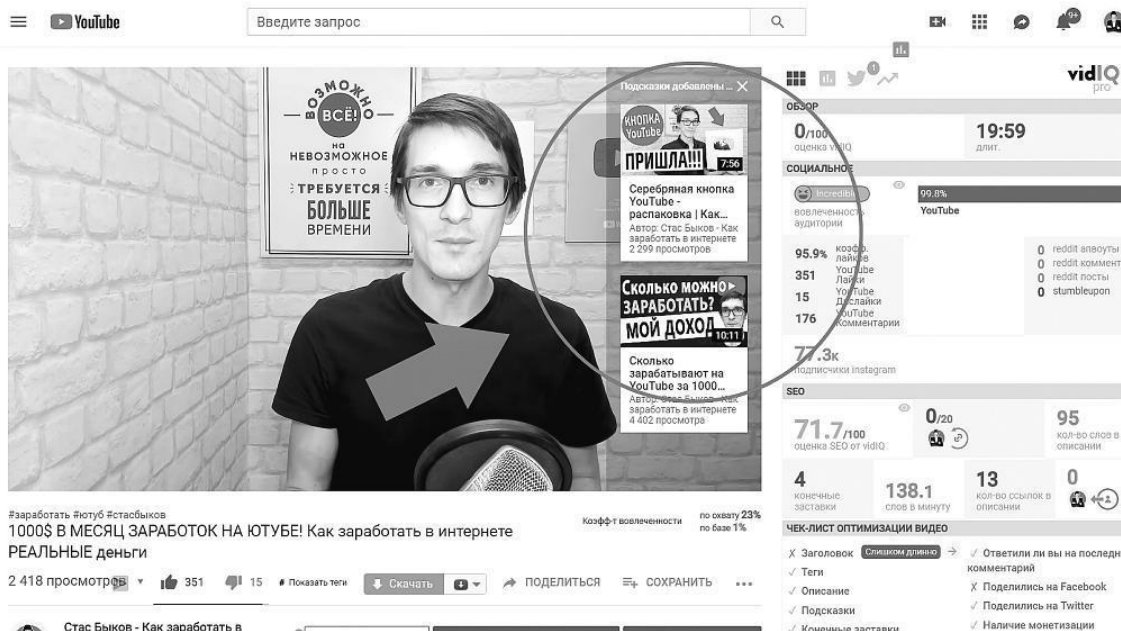 YouTube
Введите запрос
9+
ВОЗМОЖНО
ВСЁ!
на
НЕВОЗМОЖНОЕ
просто
ТРЕБУЕТСЯ
БОЛЬШЕ
ВРЕМЕНИ
Подсказки добавлены ...
КНОПКА
YouTube
ПРИШЛА!!!
7:56
Серебряная кнопка
YouTube -
распаковка | Как...
Автор: Стас Быков - Как
заработать в интернете
2 299 просмотров
СКОЛЬКО МОЖНО
ЗАРАБОТАТЬ?
МОЙ ДОХОД
10:11
Сколько
зарабатывают на
YouTube за 1000...
Автор: Стас Быков - Как
заработать в интернете
4 402 просмотра
#заработать #ютуб #стасбыков
1000$ В МЕСЯЦ ЗАРАБОТОК НА ЮТУБЕ! Как заработать в интернете
РЕАЛЬНЫЕ деньги
Коэфф-т вовлеченности
по охвату 23%
по базе 1%
2 418 просмотров
351
15
# Показать теги
Скачать
ПОДЕЛИТЬСЯ
СОХРАНИТЬ
Стас Быков - Как заработать в
1
vidIQ
pro
ОБЗОР
0/100
оценка vidIQ
19:59
длит.
СОЦИАЛЬНОЕ
Incredible
вовлеченность
аудитории
99.8%
YouTube
95.9% коэфф. лайков
351 YouTube Лайки
15 YouTube Дислайки
176 YouTube Комментарии
0 reddit апвоуты
0 reddit коммент
0 reddit посты
0 stumbleupon
77.3к
подписчики instagram
SEO
71.7/100
оценка SEO от vidIQ
0/20
95
кол-во слов в
описании
4
конечные
заставки
138.1
слов в минуту
13
кол-во ссылок в
описании
0
ЧЕК-ЛИСТ ОПТИМИЗАЦИИ ВИДЕО
✗ Заголовок Слишком длинно →
✓ Теги
✓ Описание
✓ Подсказки
✓ Конечные заставки
✓ Ответили ли вы на последн
комментарий
✗ Поделились на Facebook
✓ Поделились на Twitter
✓ Наличие монетизации